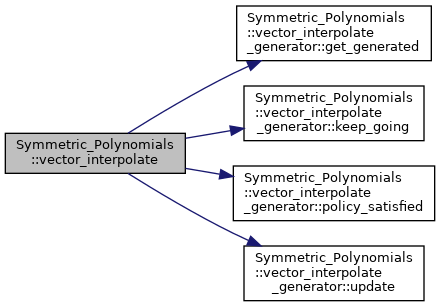 Symmetric_Polynomials
::vector_interpolate
Symmetric_Polynomials
::vector_interpolate
_generator::get_generated
Symmetric_Polynomials
::vector_interpolate
_generator::keep_going
Symmetric_Polynomials
::vector_interpolate
_generator::policy_satisfied
Symmetric_Polynomials
::vector_interpolate
_generator::update